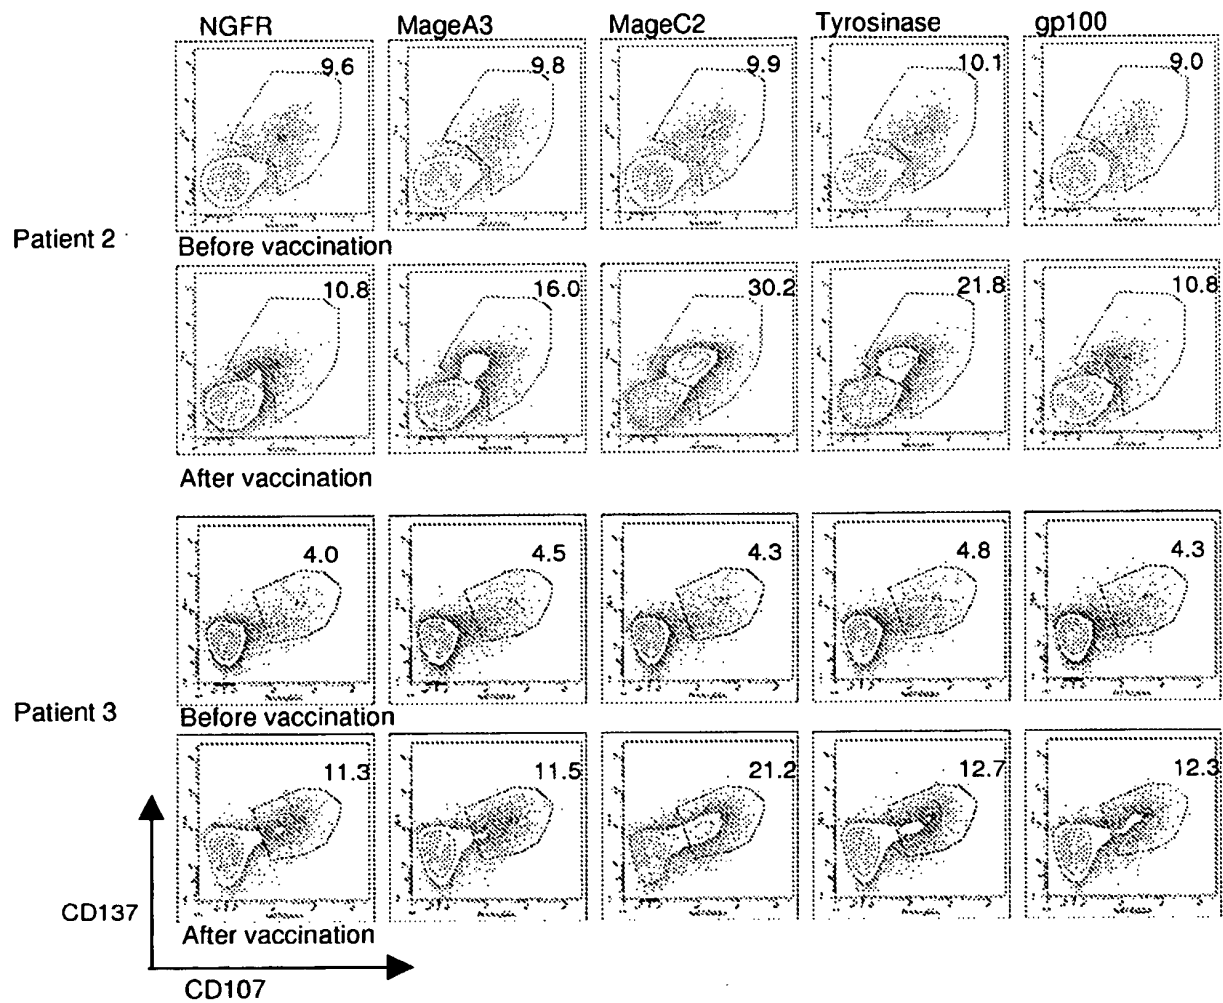 NGFR MageA3 MageC2 Tyrosinase gp100
9.6 9.8 9.9 10.1 9.0
Patient 2
Before vaccination
10.8 16.0 30.2 21.8 10.8
After vaccination
4.0 4.5 4.3 4.8 4.3
Patient 3
Before vaccination
11.3 11.5 21.2 12.7 12.3
CD137
After vaccination
CD107